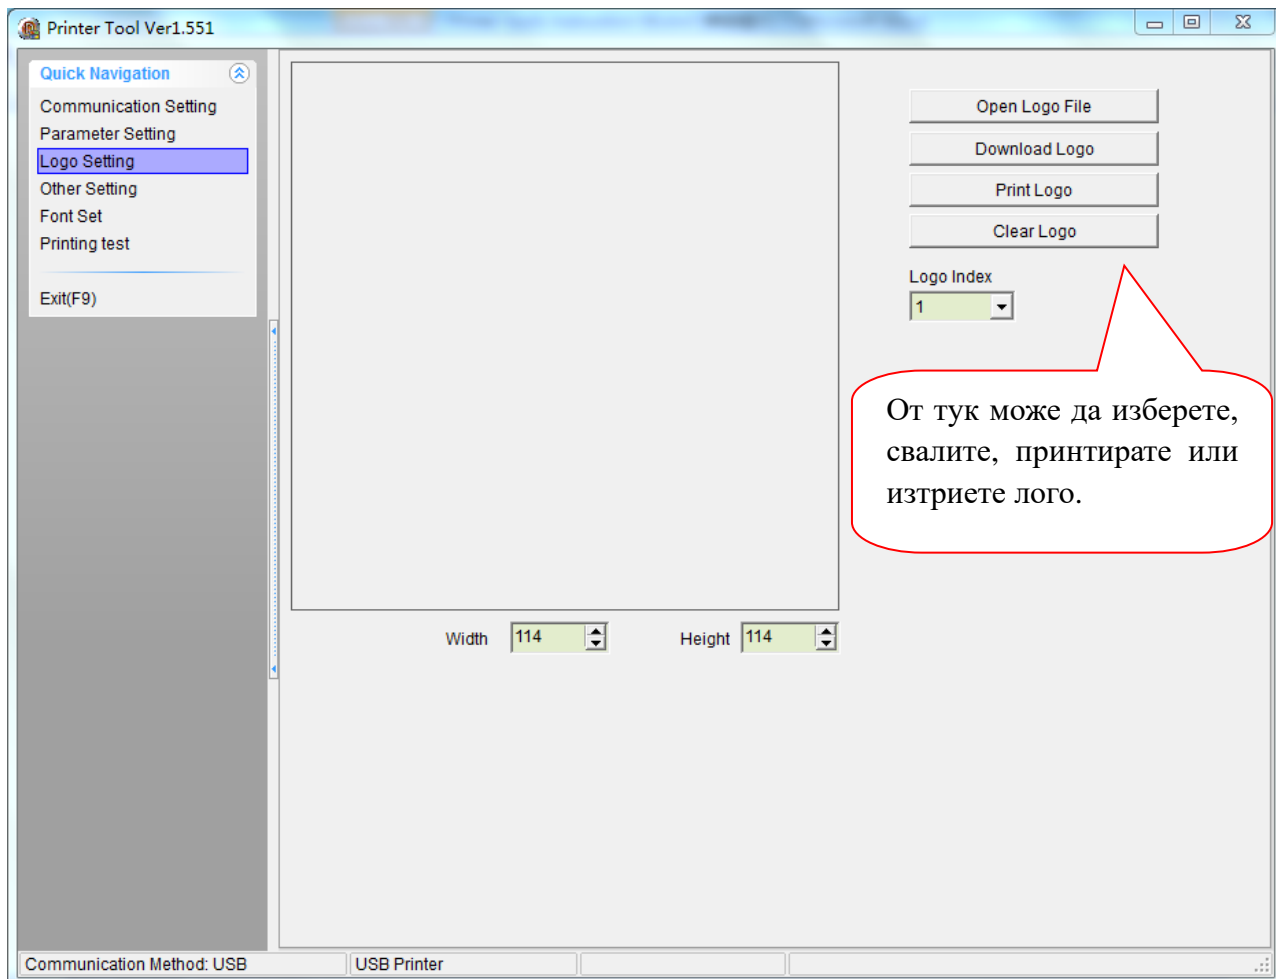 Printer Tool Ver1.551
Quick Navigation
Communication Setting
Parameter Setting
Logo Setting
Other Setting
Font Set
Printing test
Exit(F9)
Open Logo File
Download Logo
Print Logo
Clear Logo
Logo Index
1
От тук може да изберете,
свалите, принтирате или
изтриете лого.
Width 114 Height 114
Communication Method: USB USB Printer